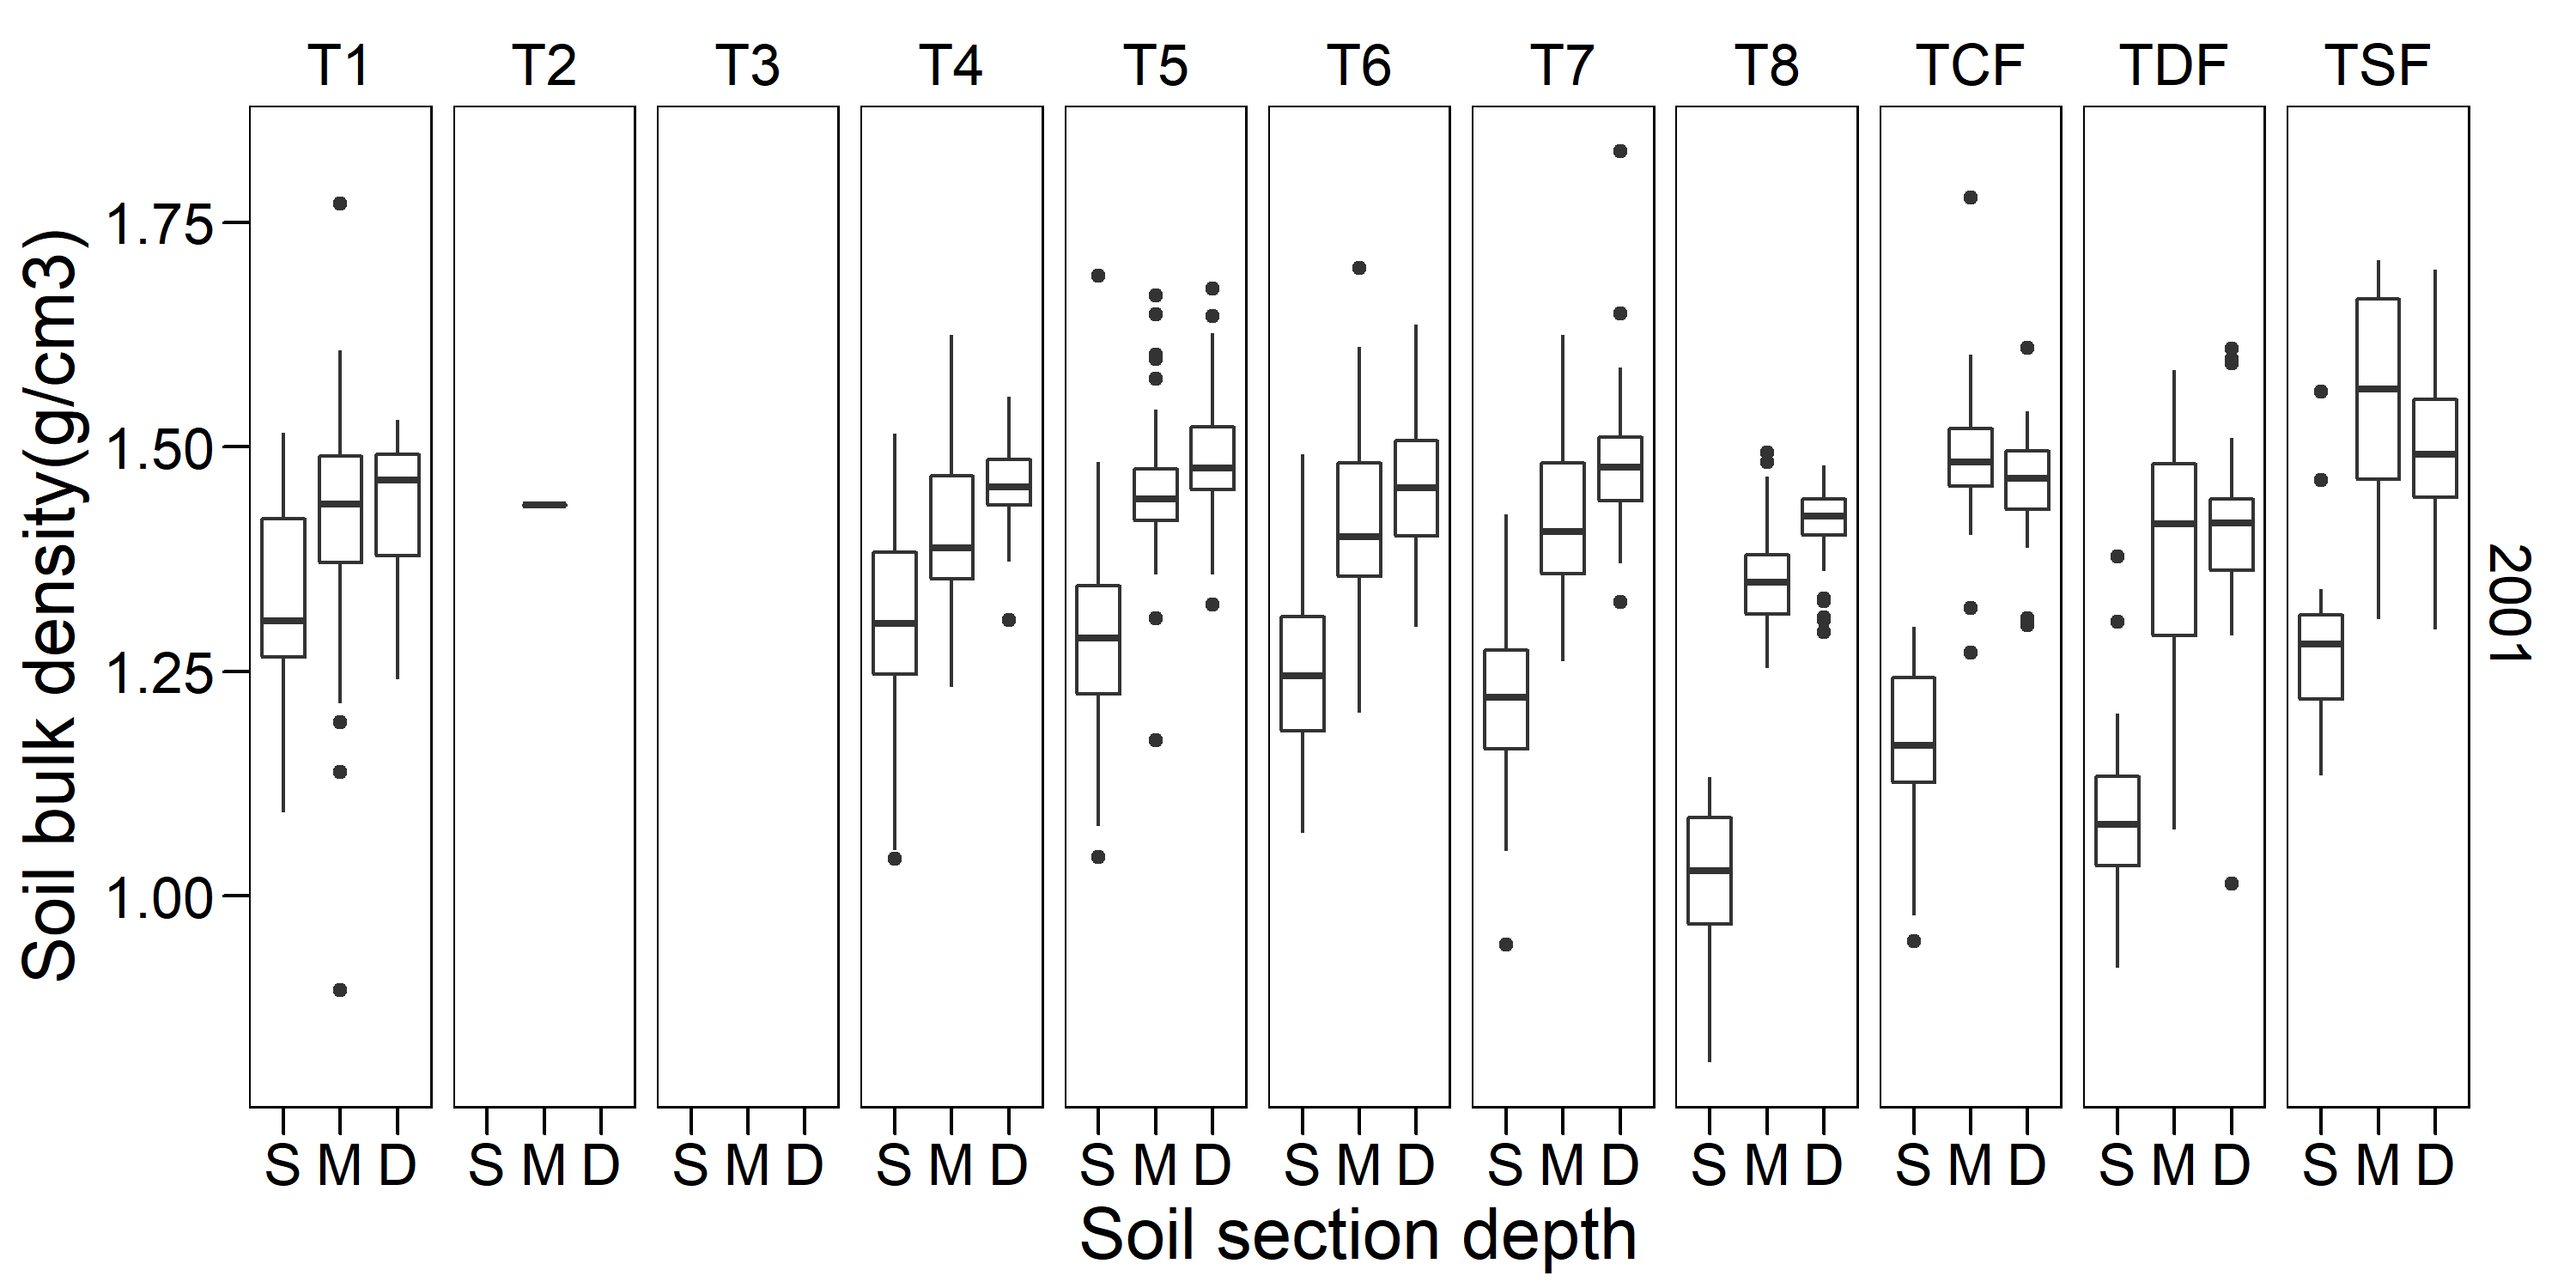 T1 T2 T3 T4 T5 T6 T7 T8 TCF TDF TSF
Soil bulk density(g/cm3)
1.75
1.50
1.25
1.00
2001
S M D S M D S M D S M D S M D S M D S M D S M D S M D S M D S M D
Soil section depth